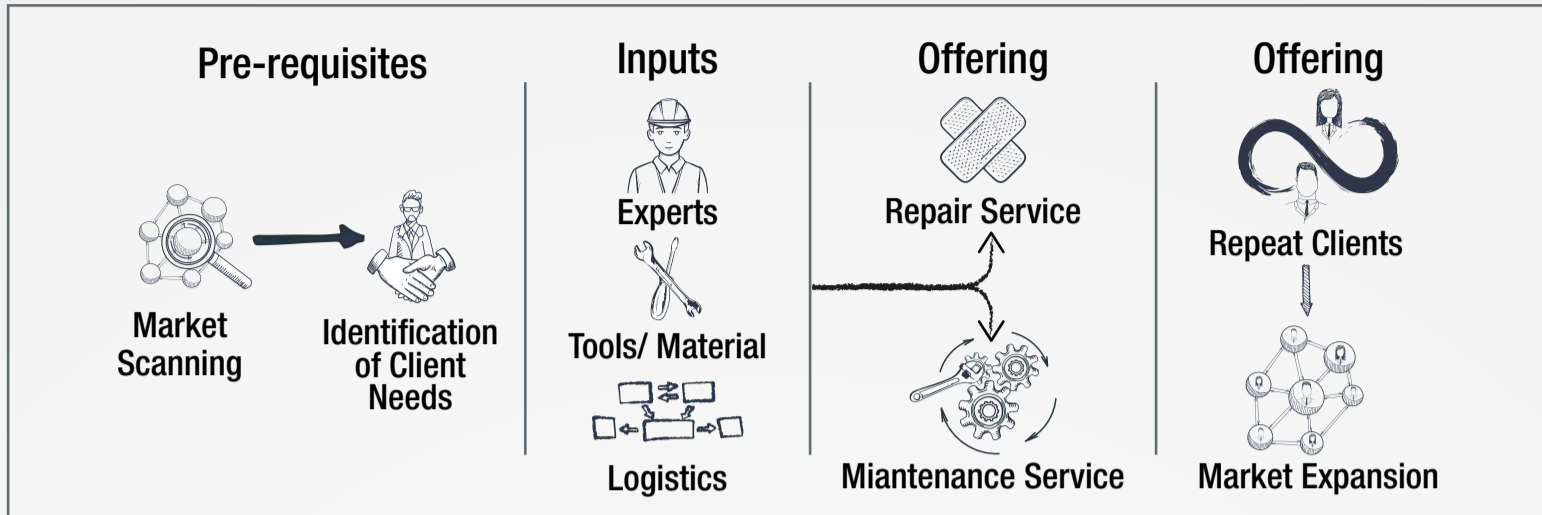 Pre-requisites
Market
Scanning
Identification
of Client
Needs
Inputs
Experts
Tools/ Material
Logistics
Offering
Repair Service
Miantenance Service
Offering
Repeat Clients
Market Expansion